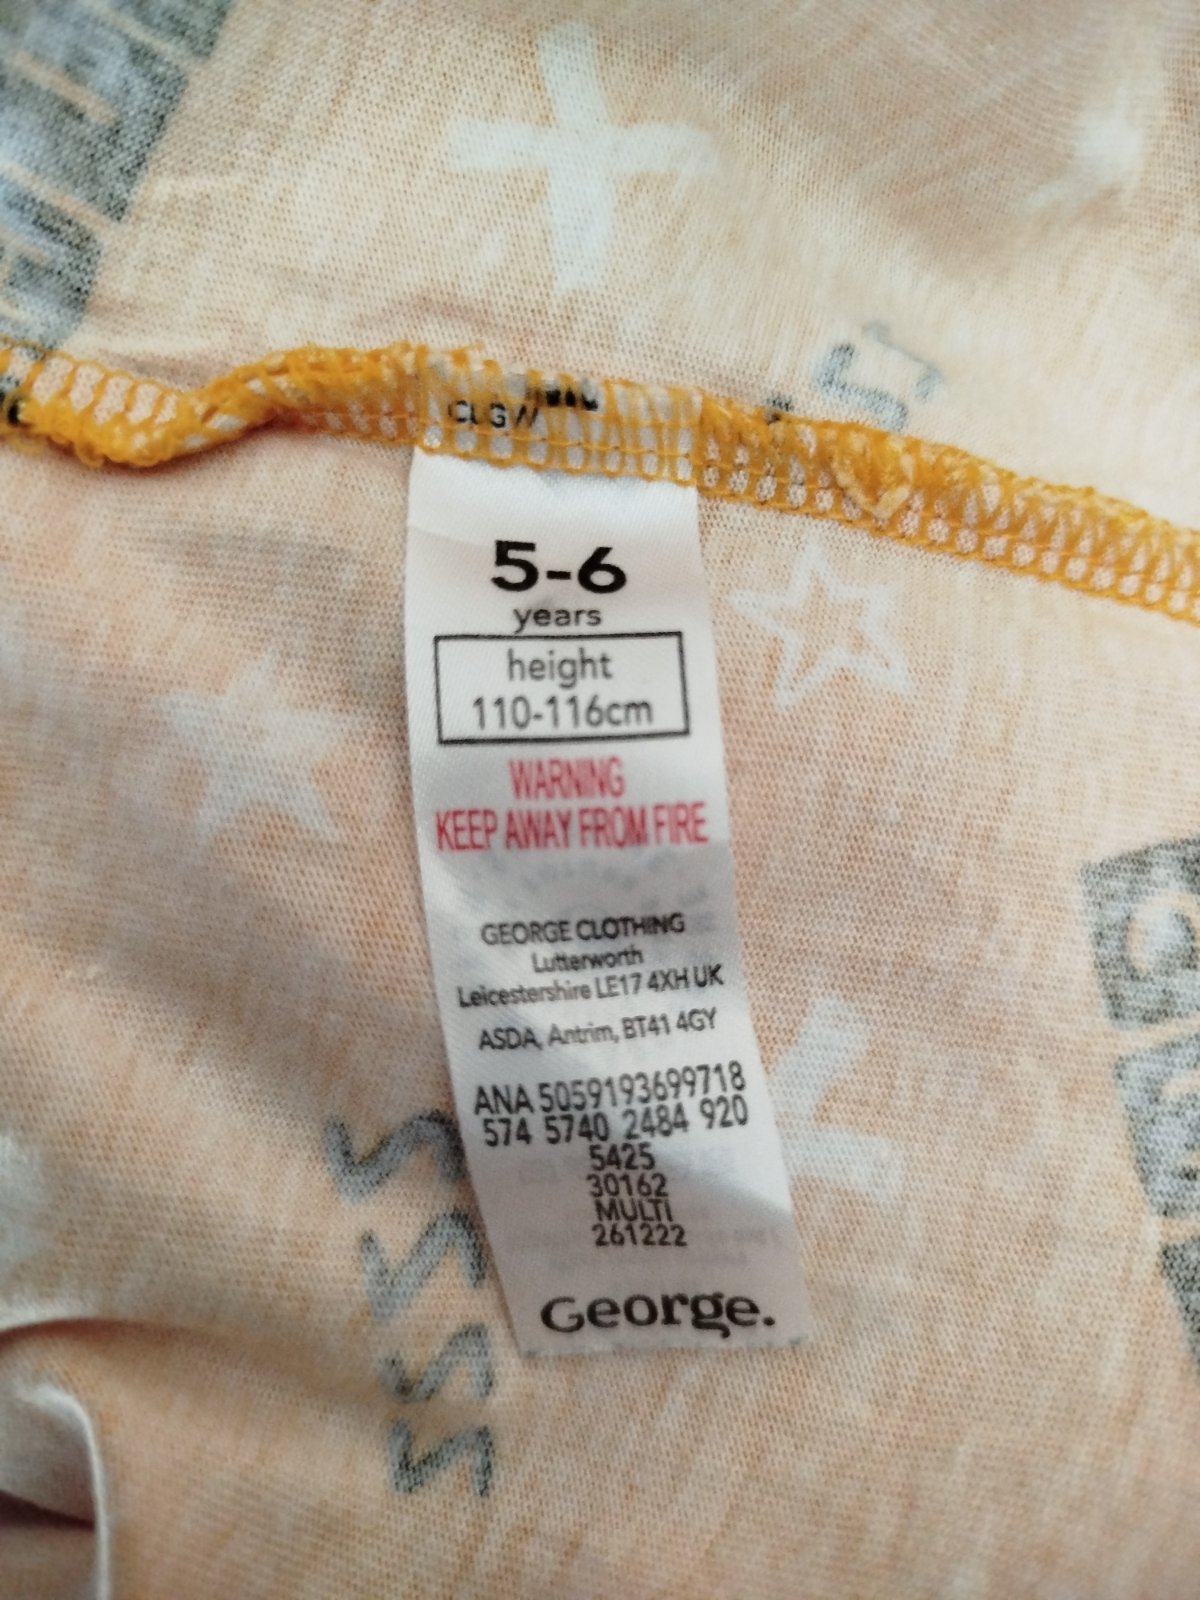 CLGW
5-6
years
height
110-116cm
WARNING
KEEP AWAY FROM FIRE
GEORGE CLOTHING
Lutterworth
Leicestershire LE17 4XH UK
ASDA, Antrim, BT41 4GY
ANA 5059193699718
574 5740 2484 920
5425
30162
MULTI
261222
George.